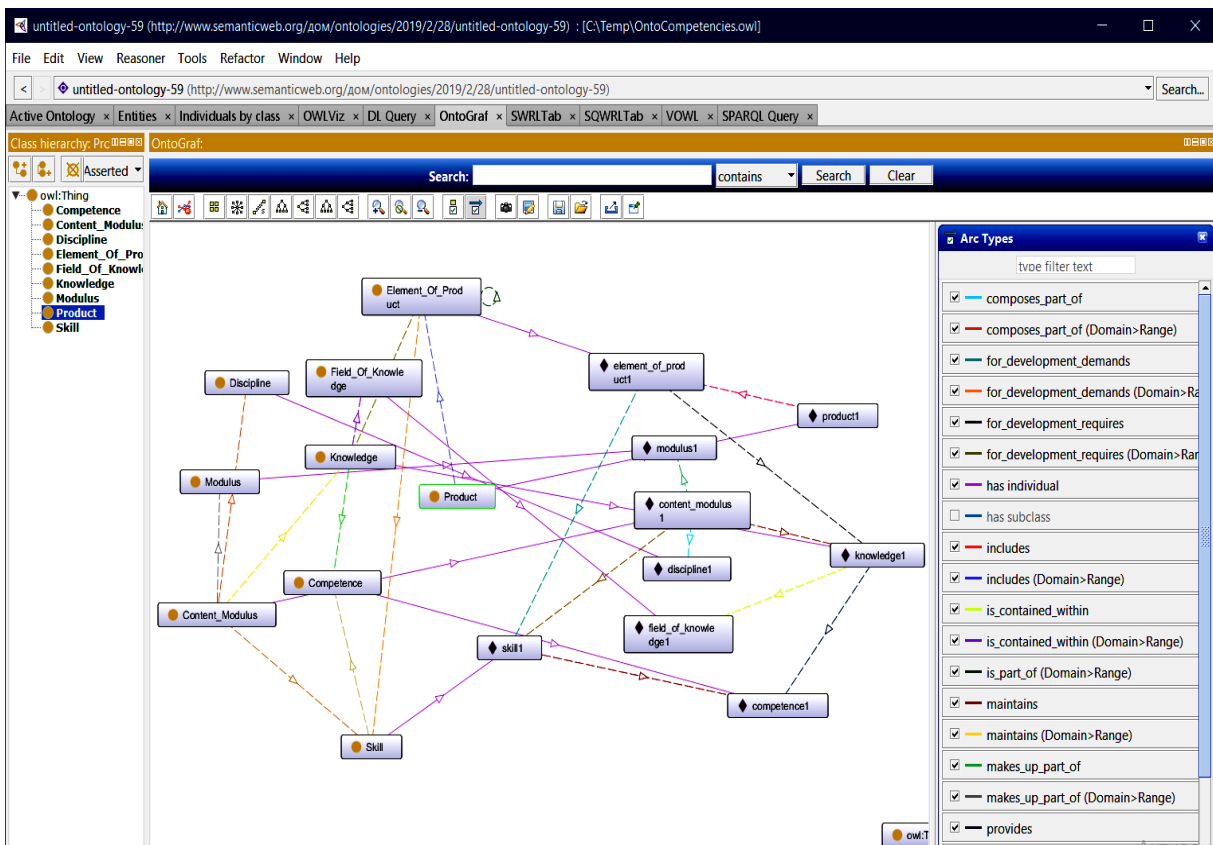 untitled-ontology-59 (http://www.semanticweb.org/дом/ontologies/2019/2/28/untitled-ontology-59) : [C:\Temp\OntoCompetencies.owl]
File Edit View Reasoner Tools Refactor Window Help
< > untitled-ontology-59 (http://www.semanticweb.org/дом/ontologies/2019/2/28/untitled-ontology-59) Search...
Active Ontology × Entities × Individuals by class × OWLViz × DL Query × OntoGraf × SWRLTab × SQWRLTab × VOWL × SPARQL Query ×
Class hierarchy: Prc
OntoGraf:
Asserted
owl:Thing
Competence
Content_Modulu
Discipline
Element_Of_Pro
Field_Of_Knowl
Knowledge
Modulus
Product
Skill
Search: contains Search Clear
Element_Of_Prod
uct
Field_Of_Knowle
dge
Discipline
Knowledge
Modulus
Product
Competence
Content_Modulus
Skill
element_of_prod
uct1
product1
modulus1
content_modulus
1
knowledge1
discipline1
field_of_knowle
dge1
skill1
competence1
owl:T
Arc Types
type filter text
composes_part_of
composes_part_of (Domain>Range)
for_development_demands
for_development_demands (Domain>Ra
for_development_requires
for_development_requires (Domain>Ran
has individual
has subclass
includes
includes (Domain>Range)
is_contained_within
is_contained_within (Domain>Range)
is_part_of (Domain>Range)
maintains
maintains (Domain>Range)
makes_up_part_of
makes_up_part_of (Domain>Range)
provides